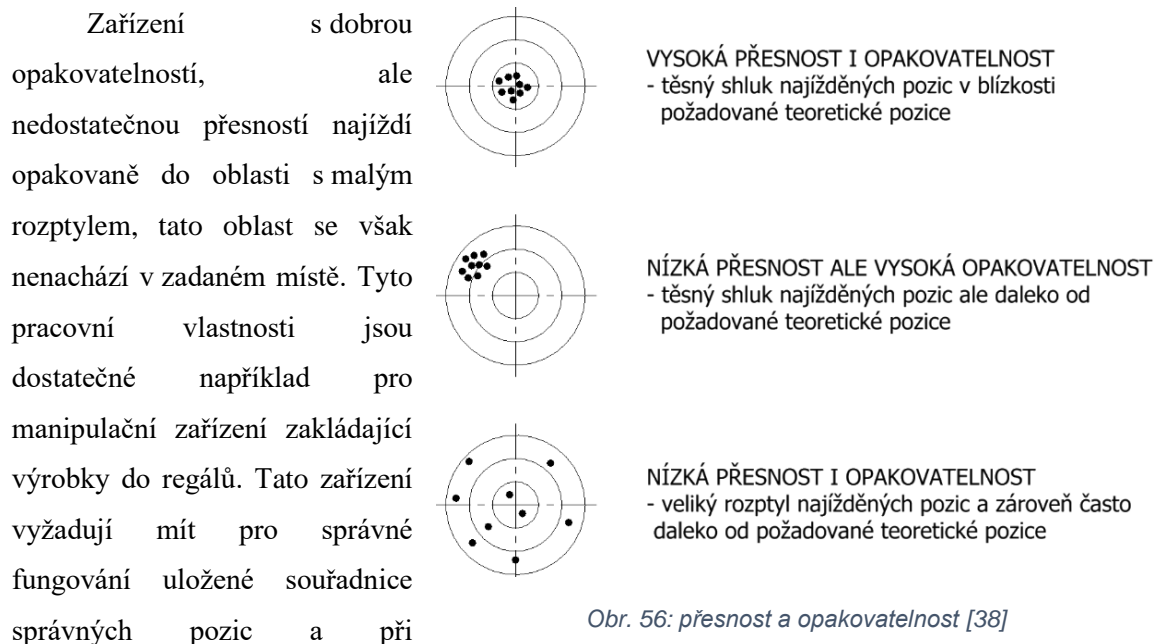 Zařízení s dobrou
opakovatelností, ale
nedostatečnou přesností najíždí
opakovaně do oblasti s malým
rozptylem, tato oblast se však
nenachází v zadaném místě. Tyto
pracovní vlastnosti jsou
dostatečné například pro
manipulační zařízení zakládající
výrobky do regálů. Tato zařízení
vyžadují mít pro správné
fungování uložené souřadnice
správných pozic a při
VYSOKÁ PŘESNOST I OPAKOVATELNOST
- těsný shluk najížděných pozic v blízkosti
požadované teoretické pozice
NÍZKÁ PŘESNOST ALE VYSOKÁ OPAKOVATELNOST
- těsný shluk najížděných pozic ale daleko od
požadované teoretické pozice
NÍZKÁ PŘESNOST I OPAKOVATELNOST
- veliký rozptyl najížděných pozic a zároveň často
daleko od požadované teoretické pozice
Obr. 56: přesnost a opakovatelnost [38]